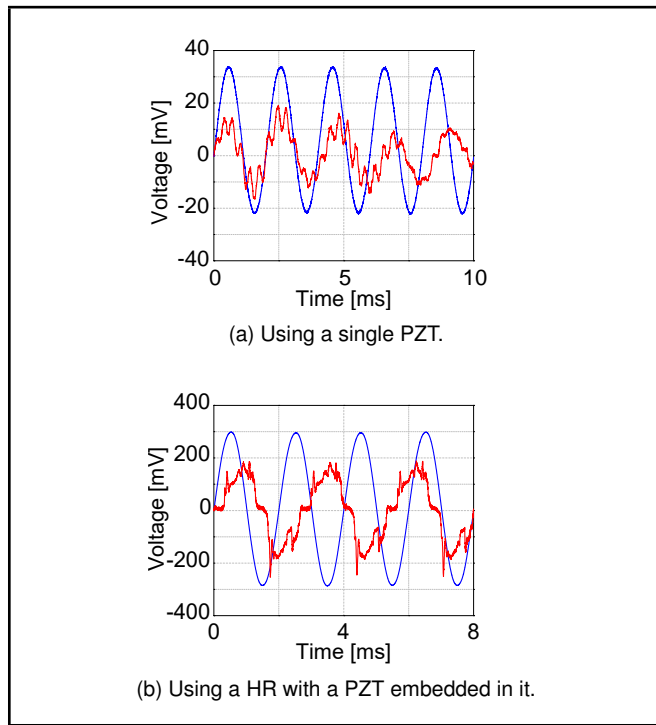 40
20
0
-20
-40
Voltage [mV]
0
5
10
Time [ms]
(a) Using a single PZT.
400
200
0
-200
-400
Voltage [mV]
0
4
8
Time [ms]
(b) Using a HR with a PZT embedded in it.